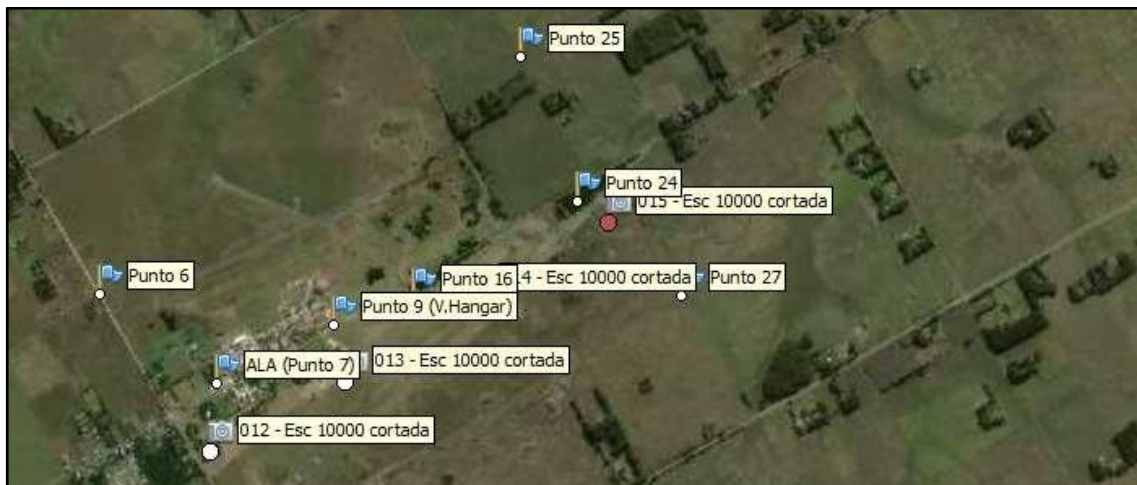 Punto 25
Punto 24
015 - Esc 10000 cortada
Punto 6
Punto 16
14 - Esc 10000 cortada
Punto 27
Punto 9 (V.Hangar)
ALA (Punto 7)
013 - Esc 10000 cortada
012 - Esc 10000 cortada